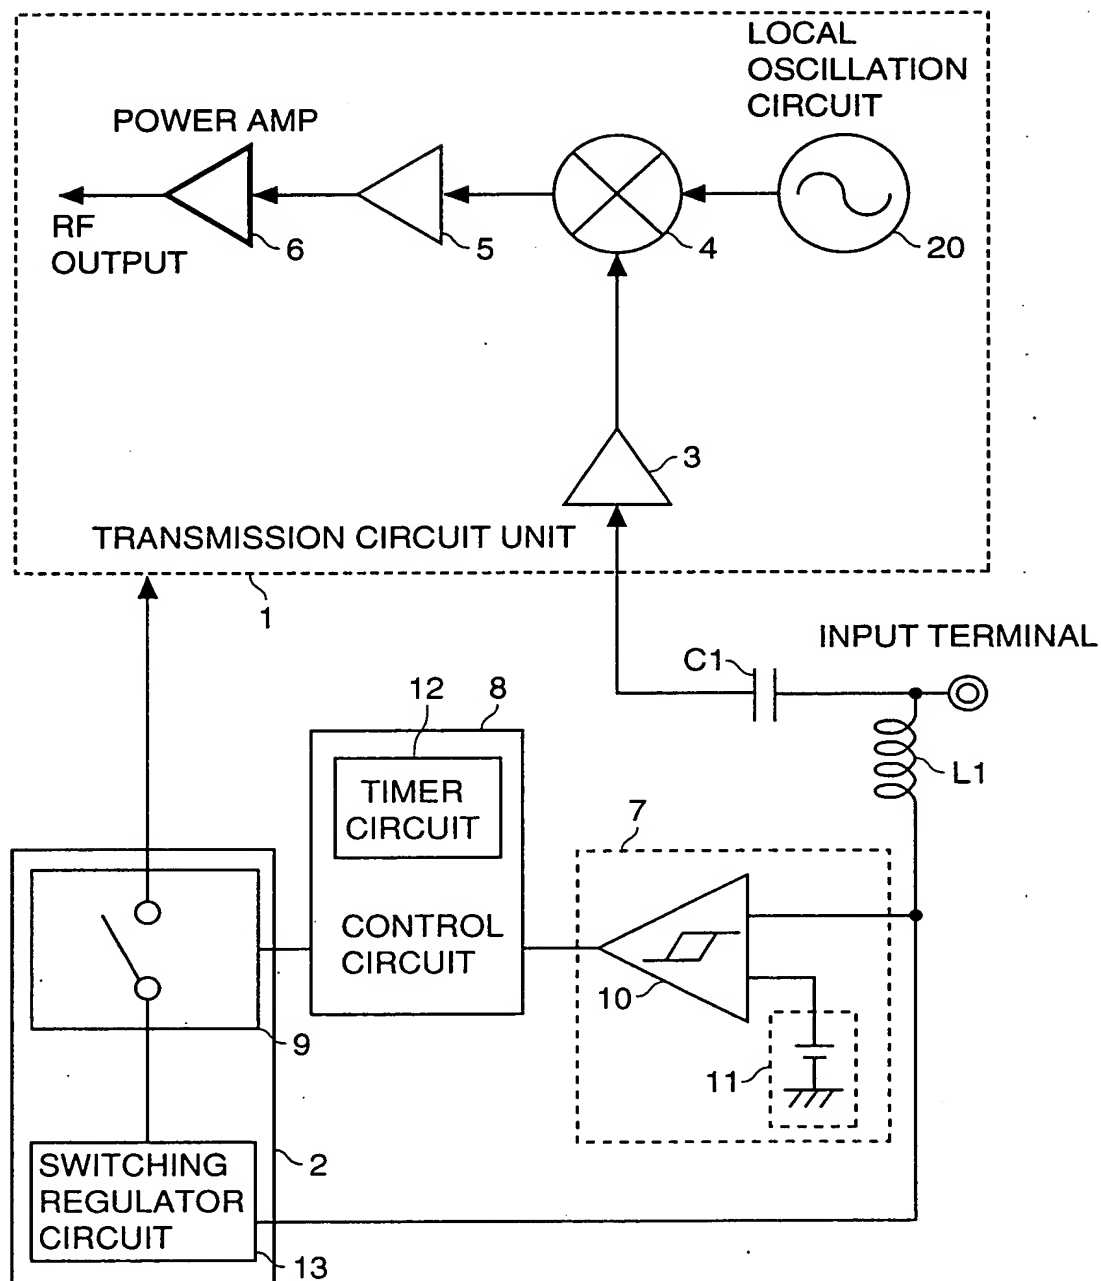 LOCAL
OSCILLATION
CIRCUIT
POWER AMP
RF
OUTPUT
6
5
4
20
3
TRANSMISSION CIRCUIT UNIT
1
INPUT TERMINAL
C1
L1
12
8
TIMER
CIRCUIT
CONTROL
CIRCUIT
7
10
11
9
SWITCHING
REGULATOR
CIRCUIT
2
13